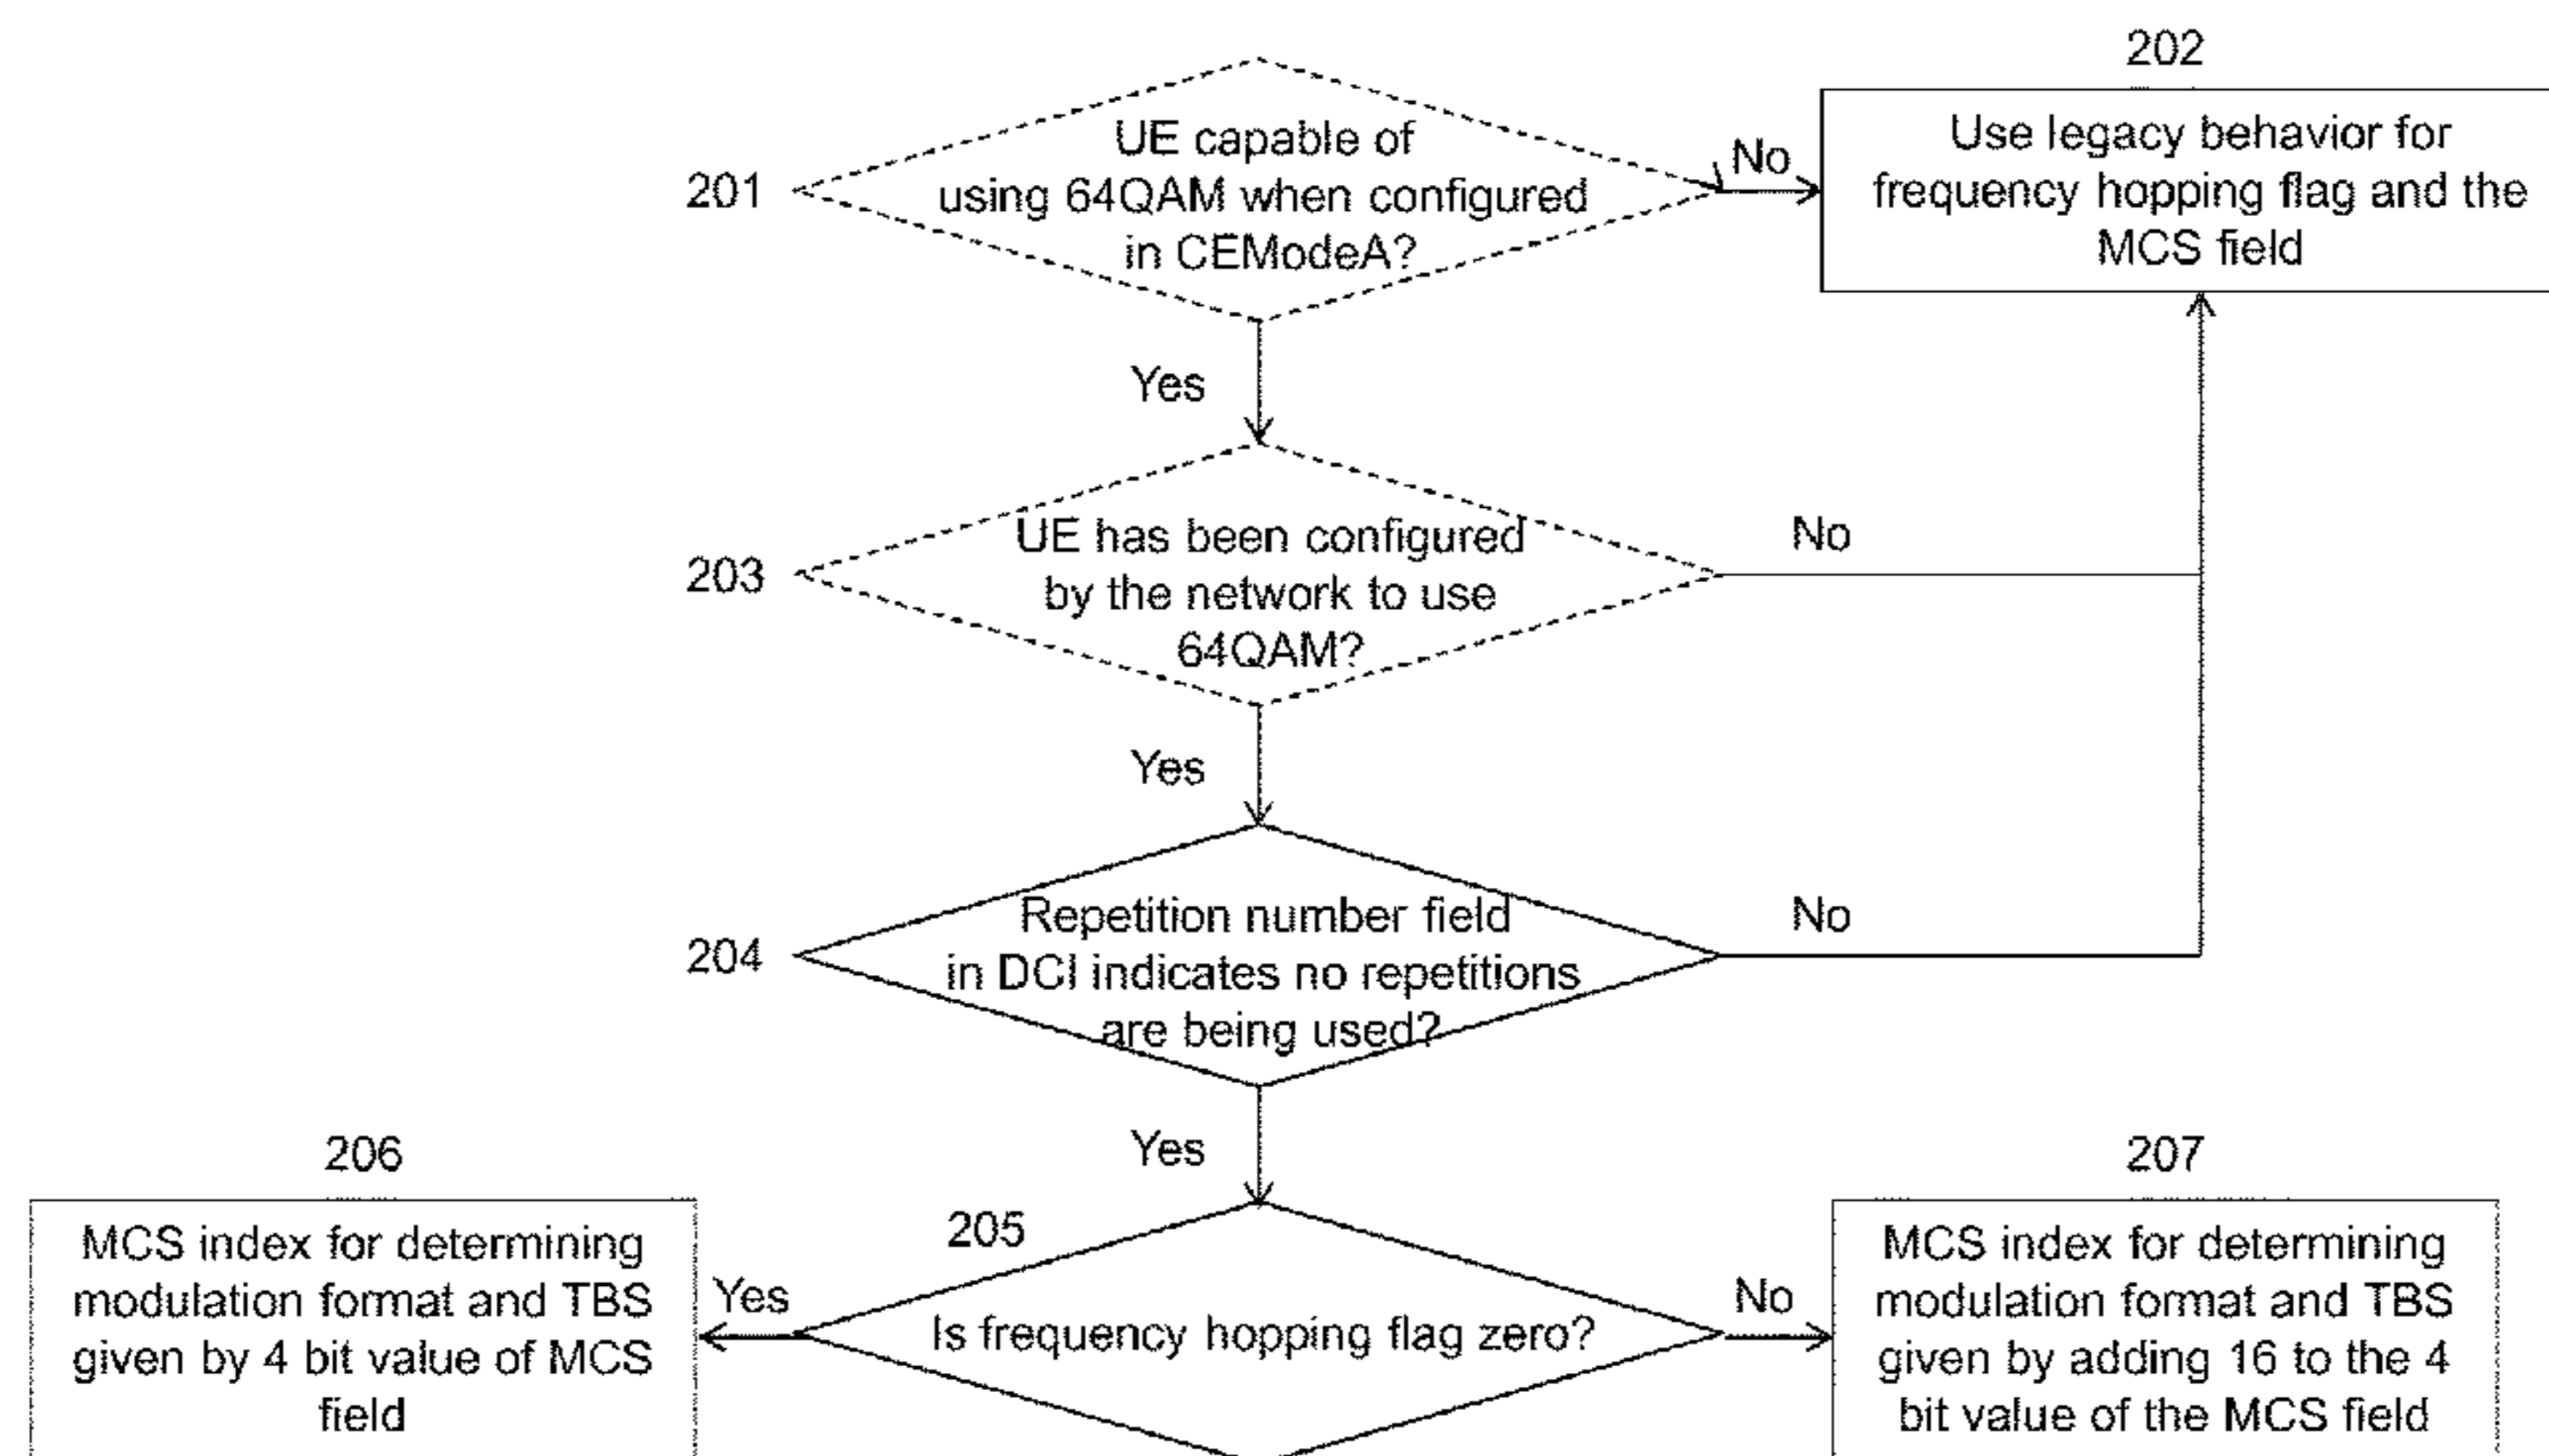 202
UE capable of
using 64QAM when configured
in CEModeA?
201
No
Use legacy behavior for
frequency hopping flag and the
MCS field
Yes
UE has been configured
by the network to use
64QAM?
203
No
Yes
Repetition number field
in DCI indicates no repetitions
are being used?
204
No
Yes
206
MCS index for determining
modulation format and TBS
given by 4 bit value of MCS
field
Yes
205
Is frequency hopping flag zero?
No
207
MCS index for determining
modulation format and TBS
given by adding 16 to the 4
bit value of the MCS field